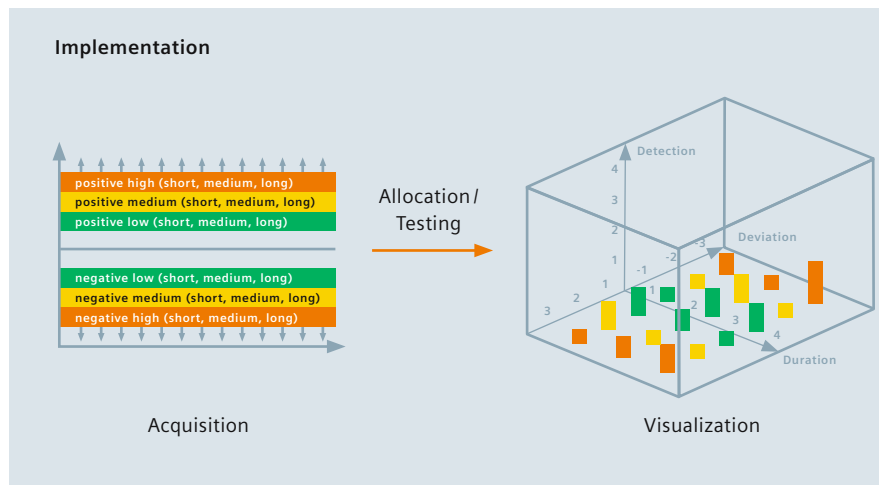 Implementation
positive high (short, medium, long)
positive medium (short, medium, long)
positive low (short, medium, long)
negative low (short, medium, long)
negative medium (short, medium, long)
negative high (short, medium, long)
Acquisition
Allocation/
Testing
Detection
4
3
2
1
Deviation
-3
-2
-1
1
2
3
1
2
3
4
Duration
Visualization